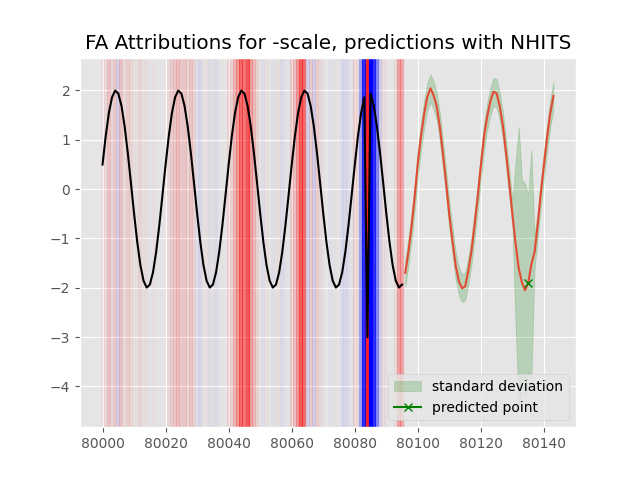 FA Attributions for -scale, predictions with NHITS
2
1
0
−1
−2
−3
−4
standard deviation
predicted point
80000 80020 80040 80060 80080 80100 80120 80140